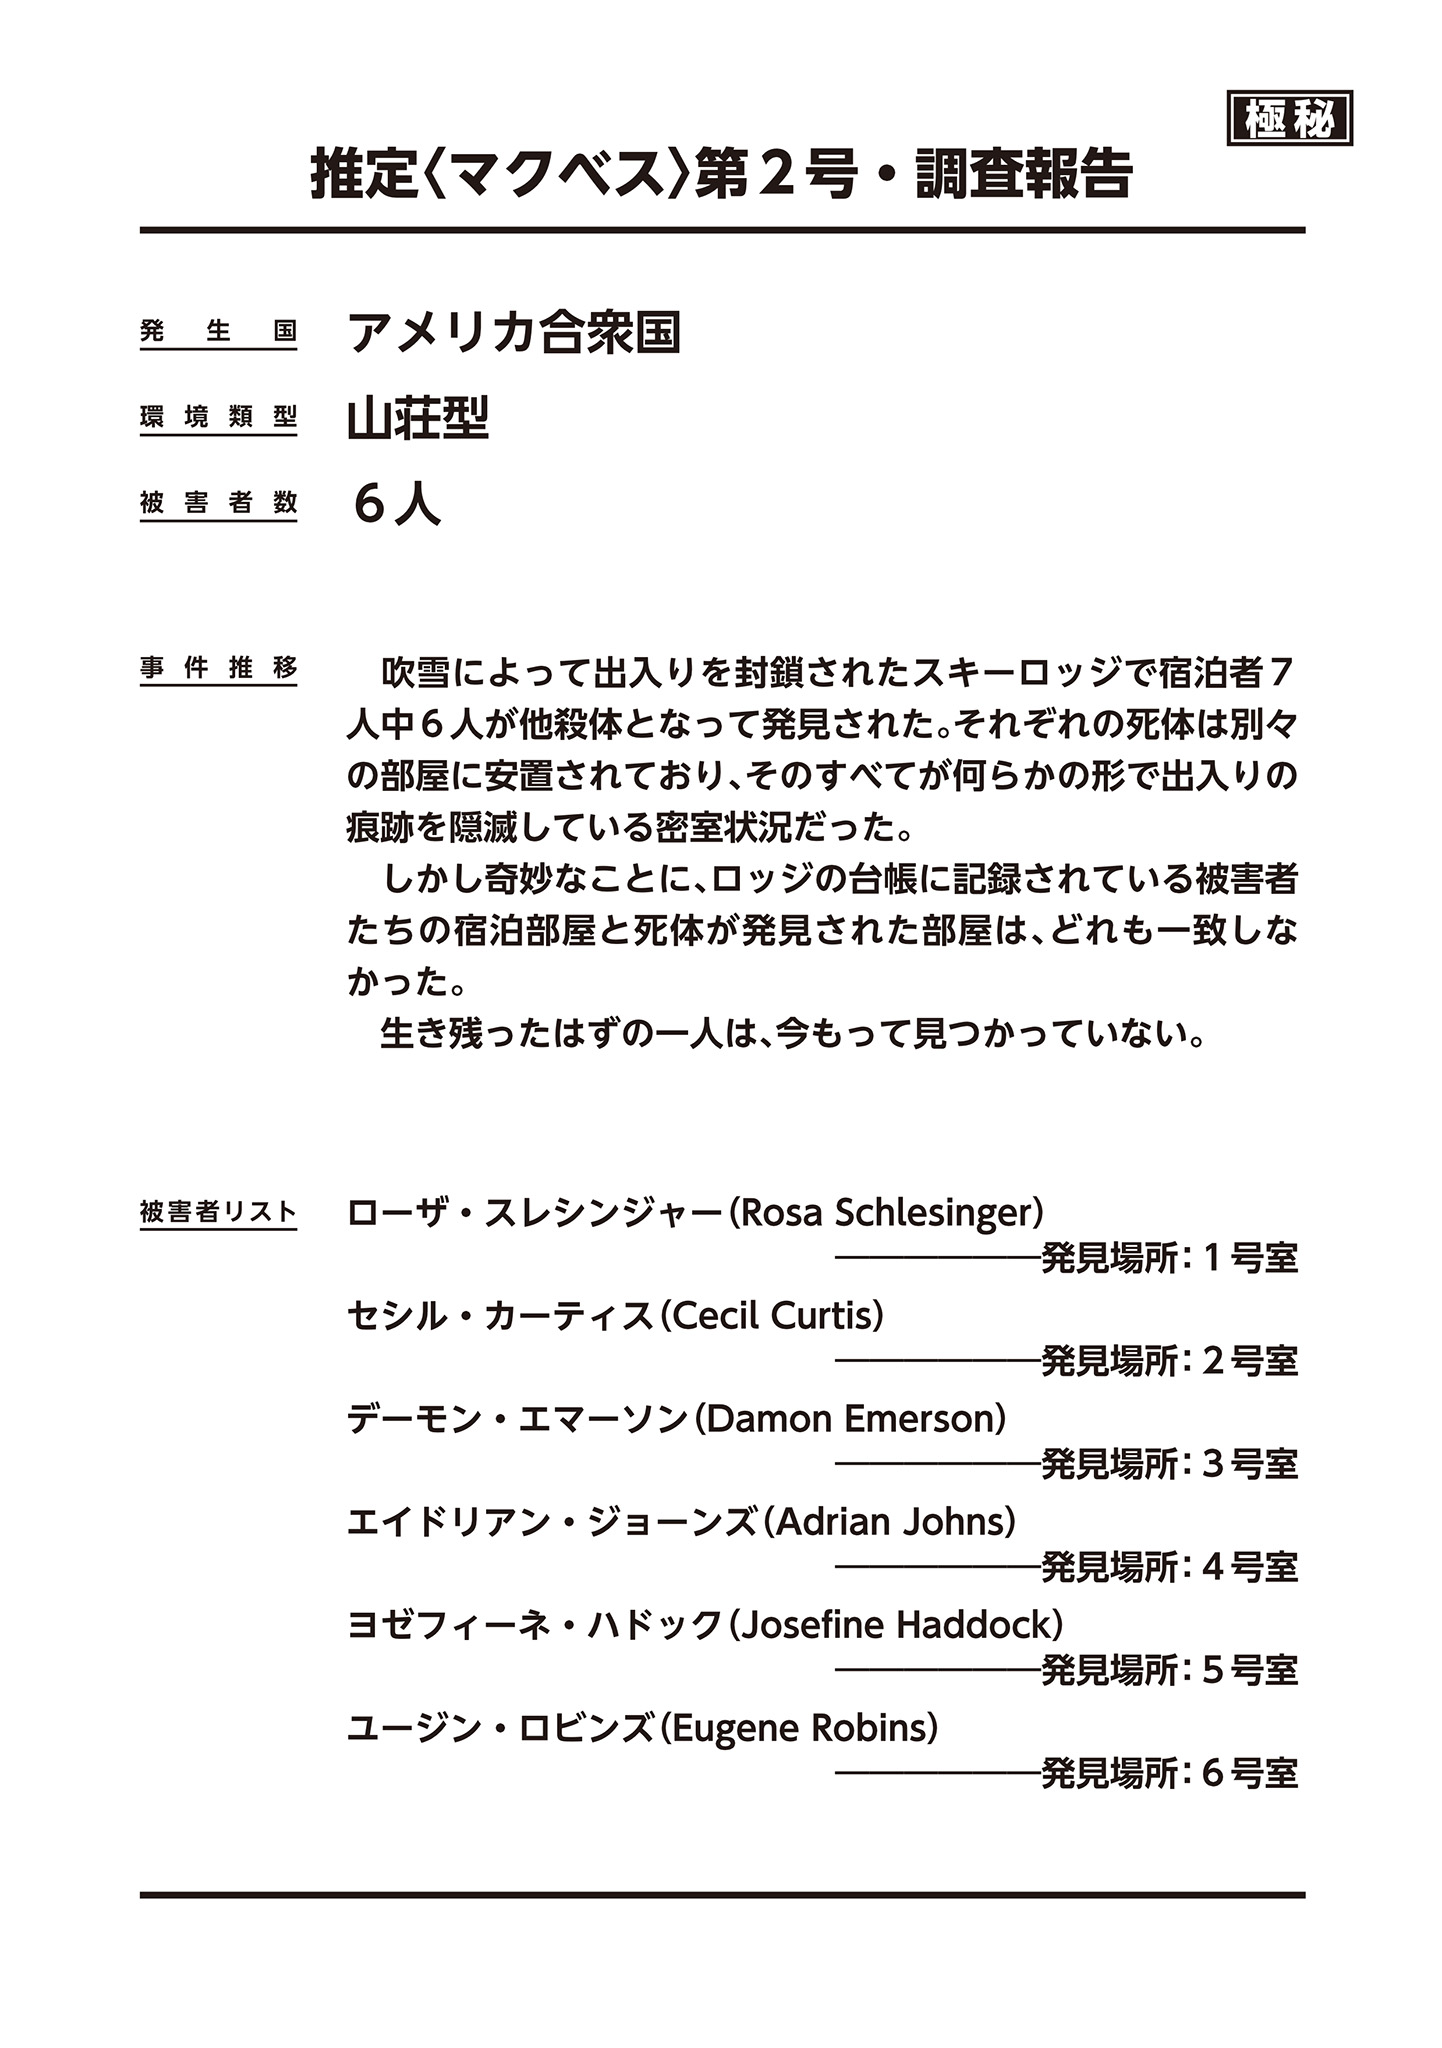 極秘
推定〈マクベス〉第２号・調査報告
発生国 アメリカ合衆国
環境類型 山荘型
被害者数 ６人
事件推移 　吹雪によって出入りを封鎖されたスキーロッジで宿泊者７
人中６人が他殺体となって発見された。それぞれの死体は別々
の部屋に安置されており、そのすべてが何らかの形で出入りの
痕跡を隠滅している密室状況だった。
　しかし奇妙なことに、ロッジの台帳に記録されている被害者
たちの宿泊部屋と死体が発見された部屋は、どれも一致しな
かった。
　生き残ったはずの一人は、今もって見つかっていない。
被害者リスト ローザ・スレシンジャー（Rosa Schlesinger）
――――――発見場所：１号室
セシル・カーティス（Cecil Curtis）
――――――発見場所：２号室
デーモン・エマーソン（Damon Emerson）
――――――発見場所：３号室
エイドリアン・ジョーンズ（Adrian Johns）
――――――発見場所：４号室
ヨゼフィーネ・ハドック（Josefine Haddock）
――――――発見場所：５号室
ユージン・ロビンズ（Eugene Robins）
――――――発見場所：６号室